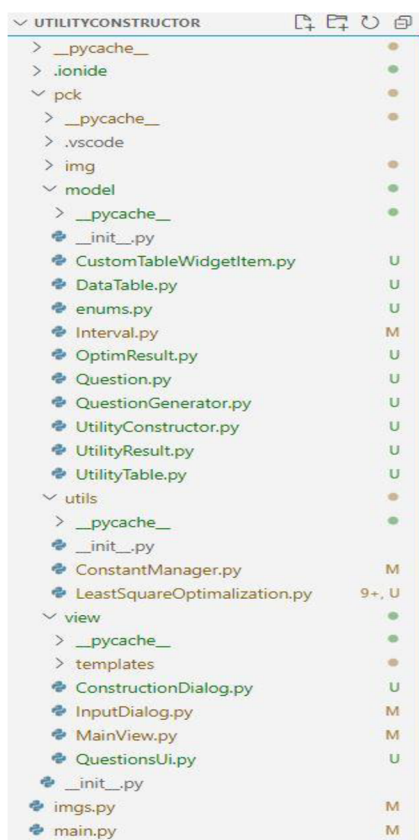 UTILITYCONSTRUCTOR
__pycache__
.ionide
pck
__pycache__
.vscode
img
model
__pycache__
__init__.py
CustomTableWidgetItem.py U
DataTable.py U
enums.py U
Interval.py M
OptimResult.py U
Question.py U
QuestionGenerator.py U
UtilityConstructor.py U
UtilityResult.py U
UtilityTable.py U
utils
__pycache__
__init__.py
ConstantManager.py M
LeastSquareOptimalization.py 9+, U
view
__pycache__
templates
ConstructionDialog.py U
InputDialog.py M
MainView.py M
QuestionsUi.py U
__init__.py
imgs.py M
main.py M